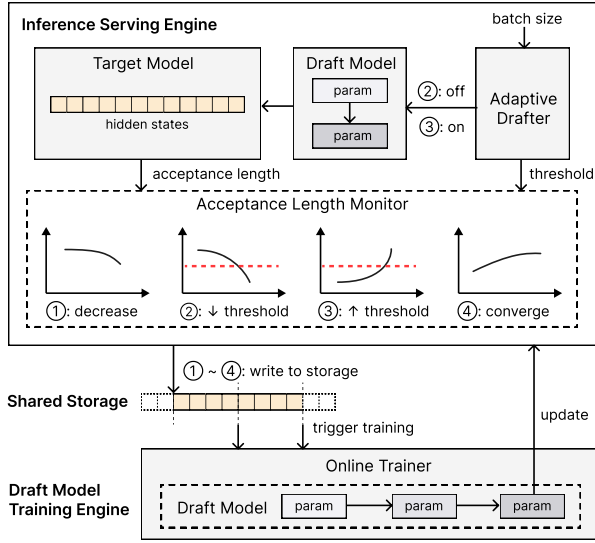 Inference Serving Engine
batch size
Target Model
hidden states
Draft Model
param
param
②: off
③: on
Adaptive
Drafter
acceptance length
threshold
Acceptance Length Monitor
①: decrease
②: ↓ threshold
③: ↑ threshold
④: converge
① ~ ④: write to storage
Shared Storage
trigger training
update
Online Trainer
Draft Model
Training Engine
Draft Model
param
param
param